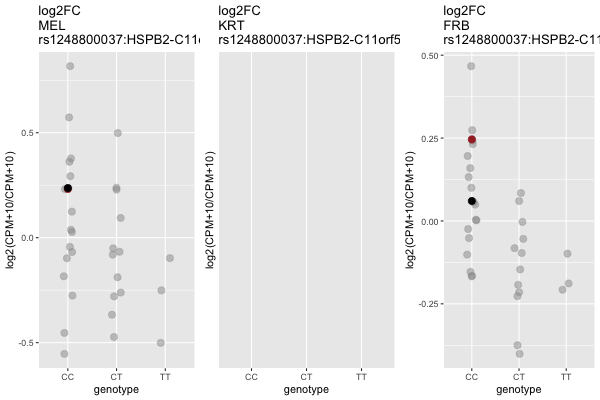 log2FC
MEL
rs1248800037:HSPB2-C11
log2FC
KRT
rs1248800037:HSPB2-C11orf5
log2FC
FRB
rs1248800037:HSPB2-C11
log2(CPM+10/CPM+10)
0.5
0.0
-0.5
CC CT TT
genotype
log2(CPM+10/CPM+10)
CC CT TT
genotype
log2(CPM+10/CPM+10)
0.50
0.25
0.00
-0.25
CC CT TT
genotype